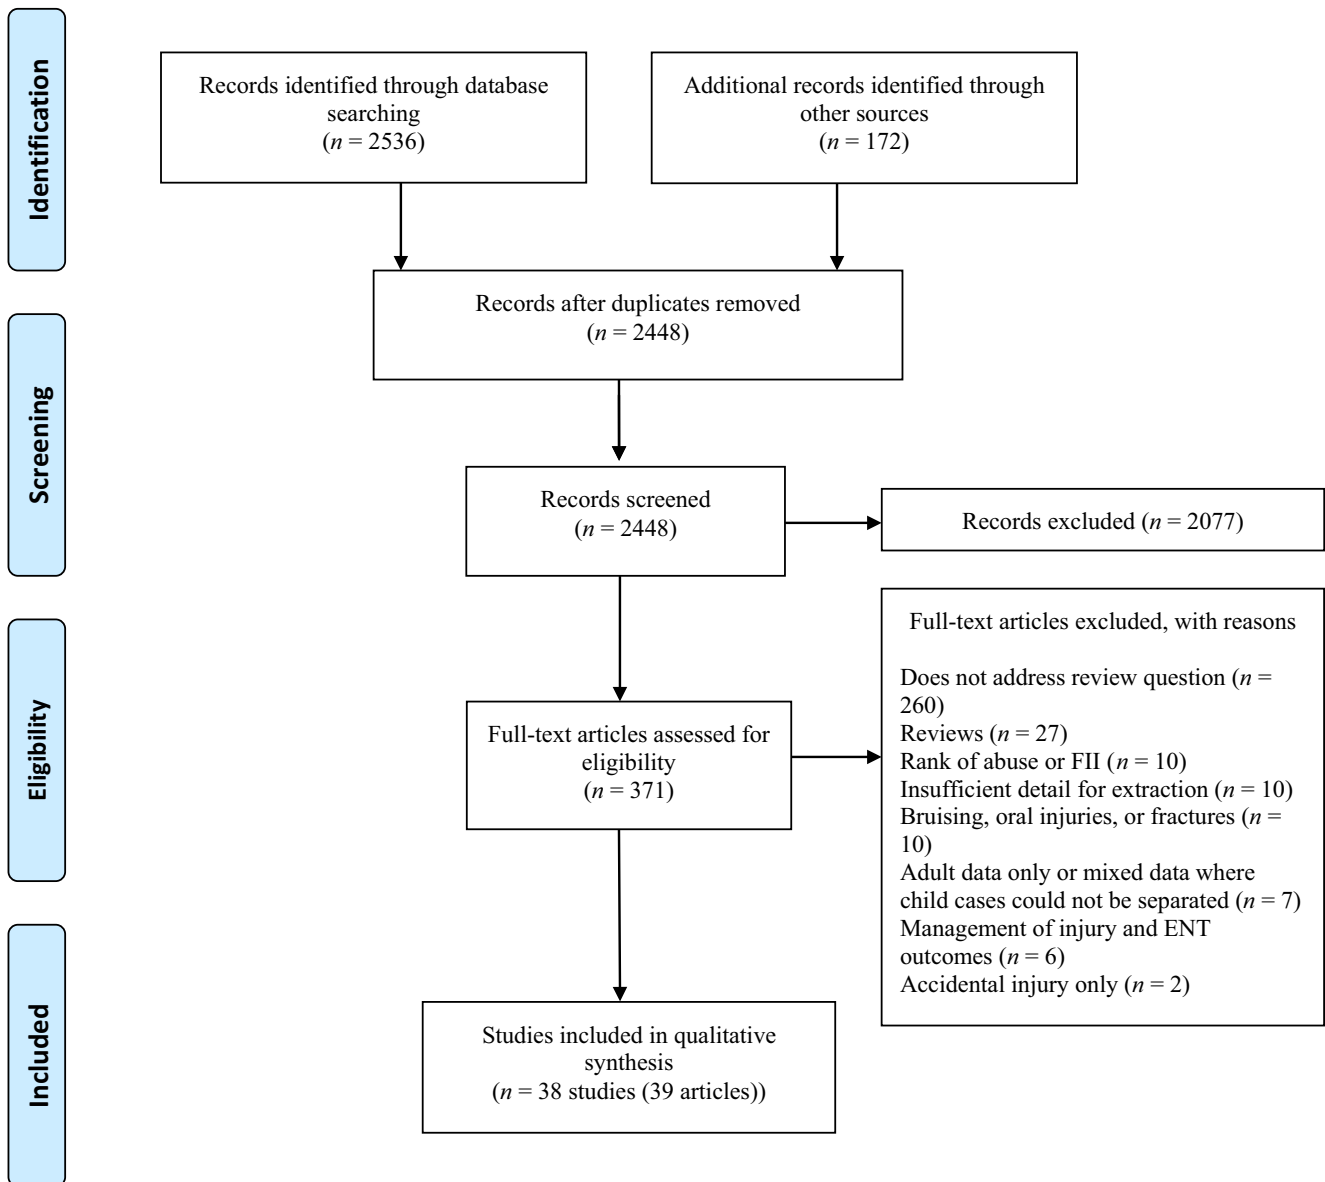 Identification
Records identified through database
searching
(n = 2536)
Additional records identified through
other sources
(n = 172)
Records after duplicates removed
(n = 2448)
Screening
Records screened
(n = 2448)
Records excluded (n = 2077)
Eligibility
Full-text articles assessed for
eligibility
(n = 371)
Full-text articles excluded, with reasons
Does not address review question (n =
260)
Reviews (n = 27)
Rank of abuse or FII (n = 10)
Insufficient detail for extraction (n = 10)
Bruising, oral injuries, or fractures (n =
10)
Adult data only or mixed data where
child cases could not be separated (n = 7)
Management of injury and ENT
outcomes (n = 6)
Accidental injury only (n = 2)
Included
Studies included in qualitative
synthesis
(n = 38 studies (39 articles))